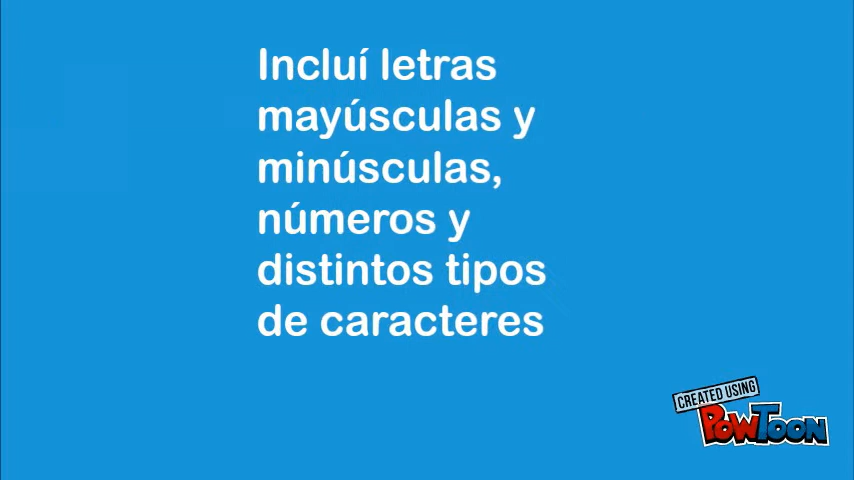 Incluí letras
mayúsculas y
minúsculas,
números y
distintos tipos
de caracteres
CREATED USING
POWTOON